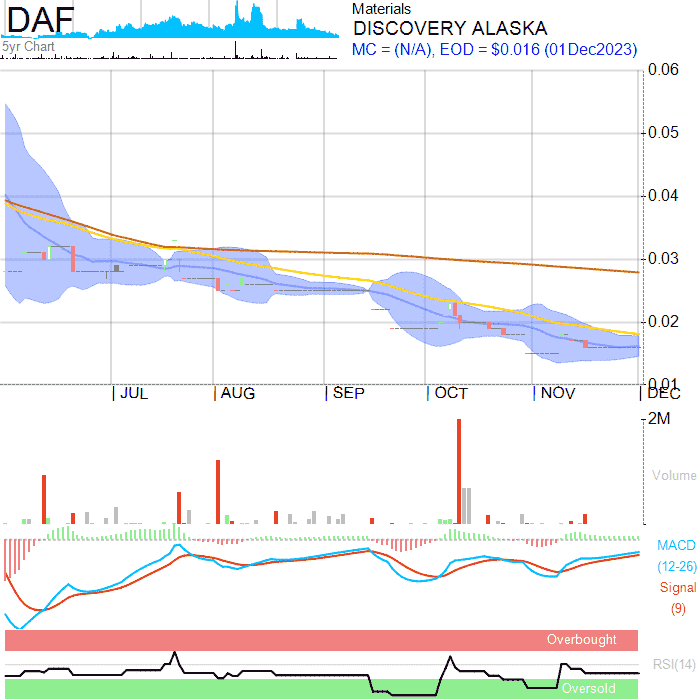 DAF
5yr Chart
Materials
DISCOVERY ALASKA
MC = (N/A), EOD = $0.016 (01Dec2023)
0.06
0.05
0.04
0.03
0.02
0.01
JUL AUG SEP OCT NOV DEC
2M
Volume
MACD
(12-26)
Signal
(9)
Overbought
RSI(14)
Oversold